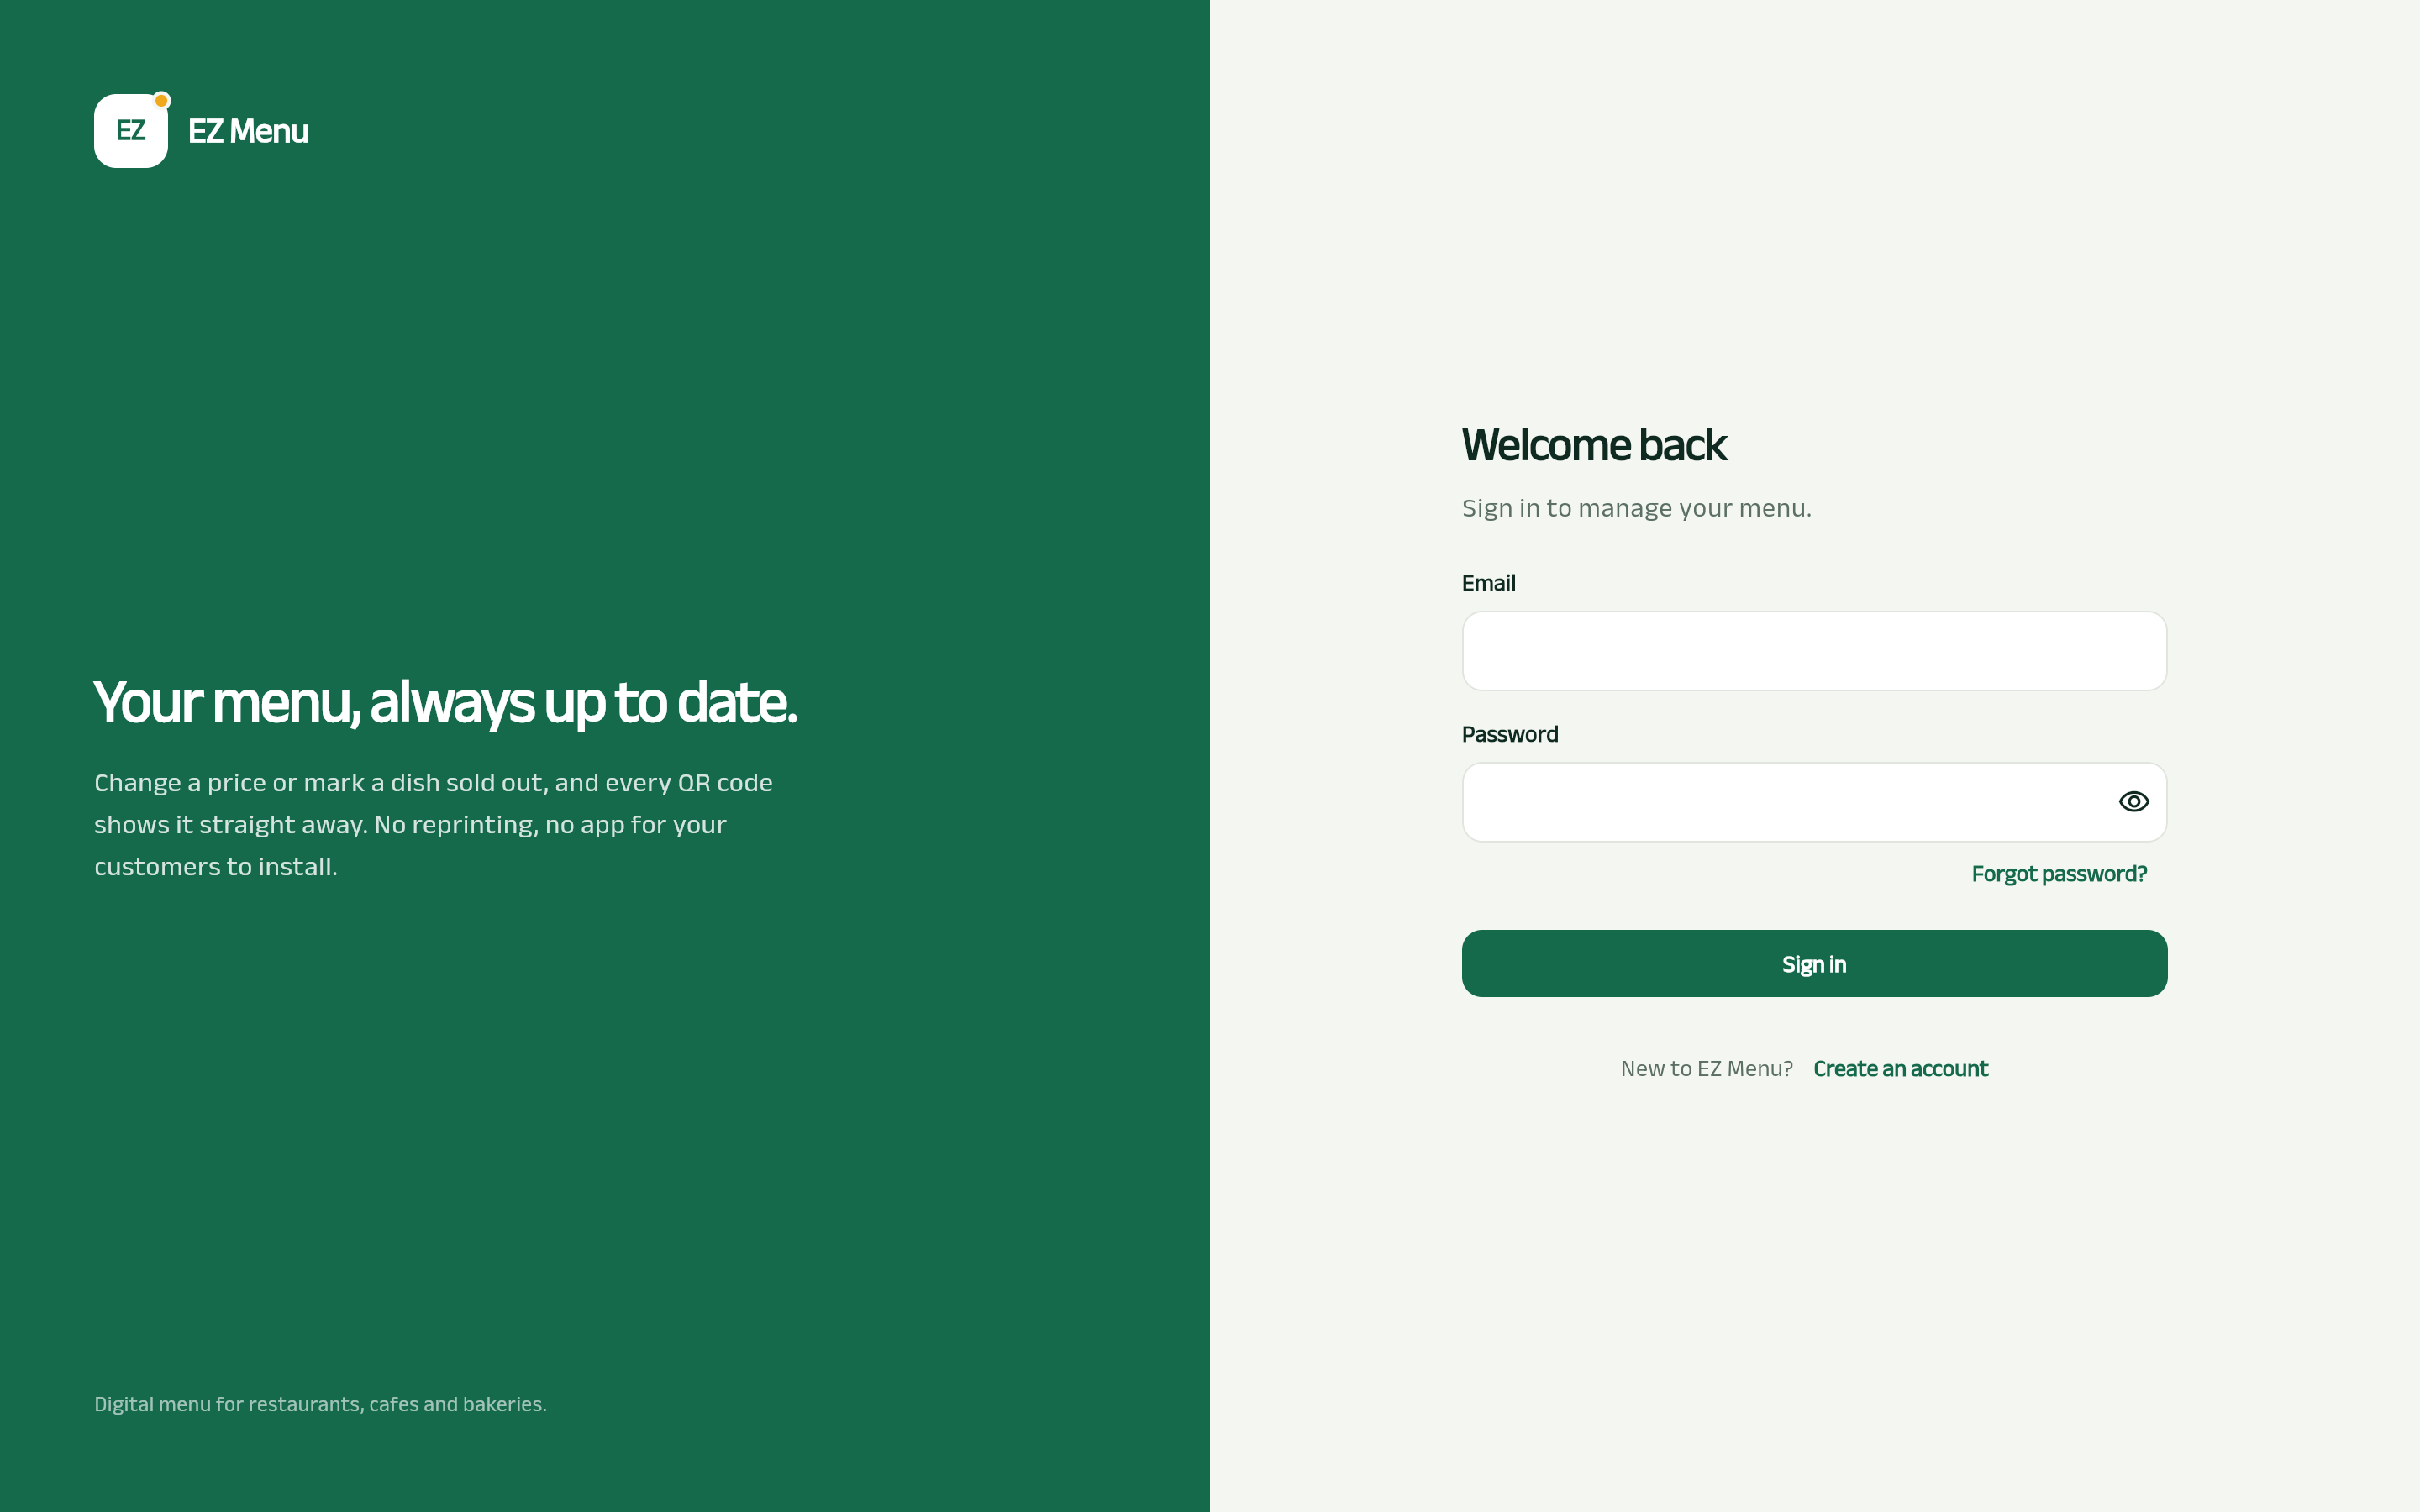 EZ
EZ Menu
Your menu, always up to date.
Change a price or mark a dish sold out, and every QR code
shows it straight away. No reprinting, no app for your
customers to install.
Digital menu for restaurants, cafes and bakeries.
Welcome back
Sign in to manage your menu.
Email
Password
Forgot password?
Sign in
New to EZ Menu? Create an account